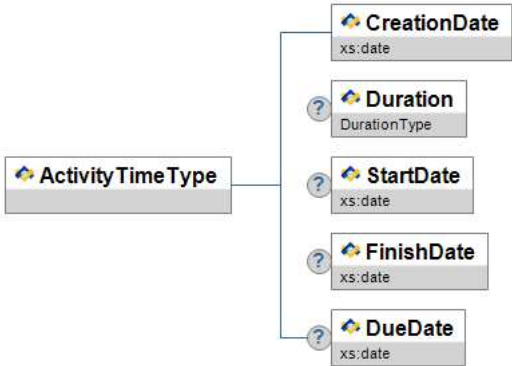 CreationDate
xs:date
?
Duration
DurationType
ActivityTimeType
?
StartDate
xs:date
?
FinishDate
xs:date
?
DueDate
xs:date